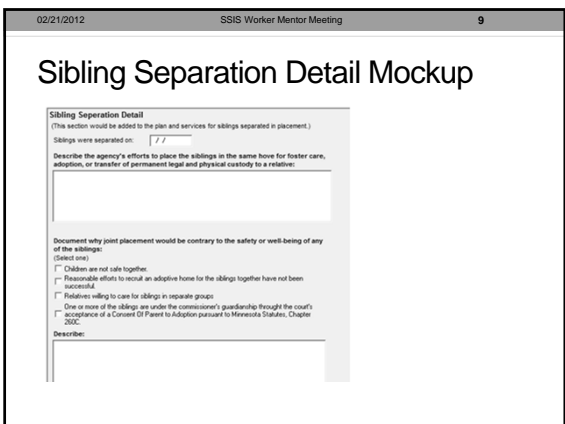 02/21/2012 SSIS Worker Mentor Meeting 9
Sibling Separation Detail Mockup
Sibling Seperation Detail
(This section would be added to the plan and services for siblings separated in placement.)
Siblings were separated on: / /
Describe the agency's efforts to place the siblings in the same hove for foster care,
adoption, or transfer of permanent legal and physical custody to a relative:
Document why joint placement would be contrary to the safety or well-being of any
of the siblings:
(Select one)
Children are not safe together.
Reasonable efforts to recruit an adoptive home for the siblings together have not been
successful.
Relatives willing to care for siblings in separate groups
One or more of the siblings are under the commissioner's guardianship throught the court's
acceptance of a Consent Of Parent to Adoption pursuant to Minnesota Statutes, Chapter
260C.
Describe: